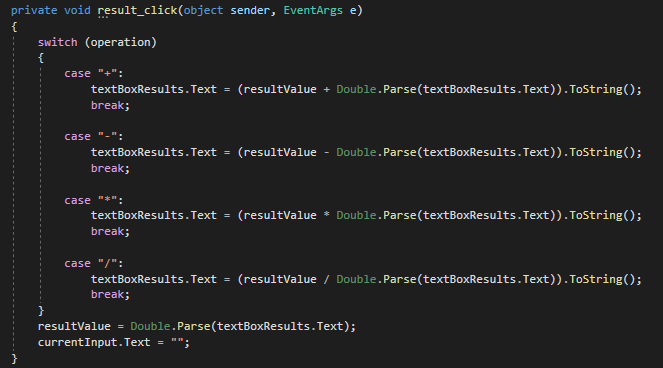 private void result_click(object sender, EventArgs e)
{
switch (operation)
{
case "+":
textBoxResults.Text = (resultValue + Double.Parse(textBoxResults.Text)).ToString();
break;
case "-":
textBoxResults.Text = (resultValue - Double.Parse(textBoxResults.Text)).ToString();
break;
case "*":
textBoxResults.Text = (resultValue * Double.Parse(textBoxResults.Text)).ToString();
break;
case "/":
textBoxResults.Text = (resultValue / Double.Parse(textBoxResults.Text)).ToString();
break;
}
resultValue = Double.Parse(textBoxResults.Text);
currentInput.Text = "";
}